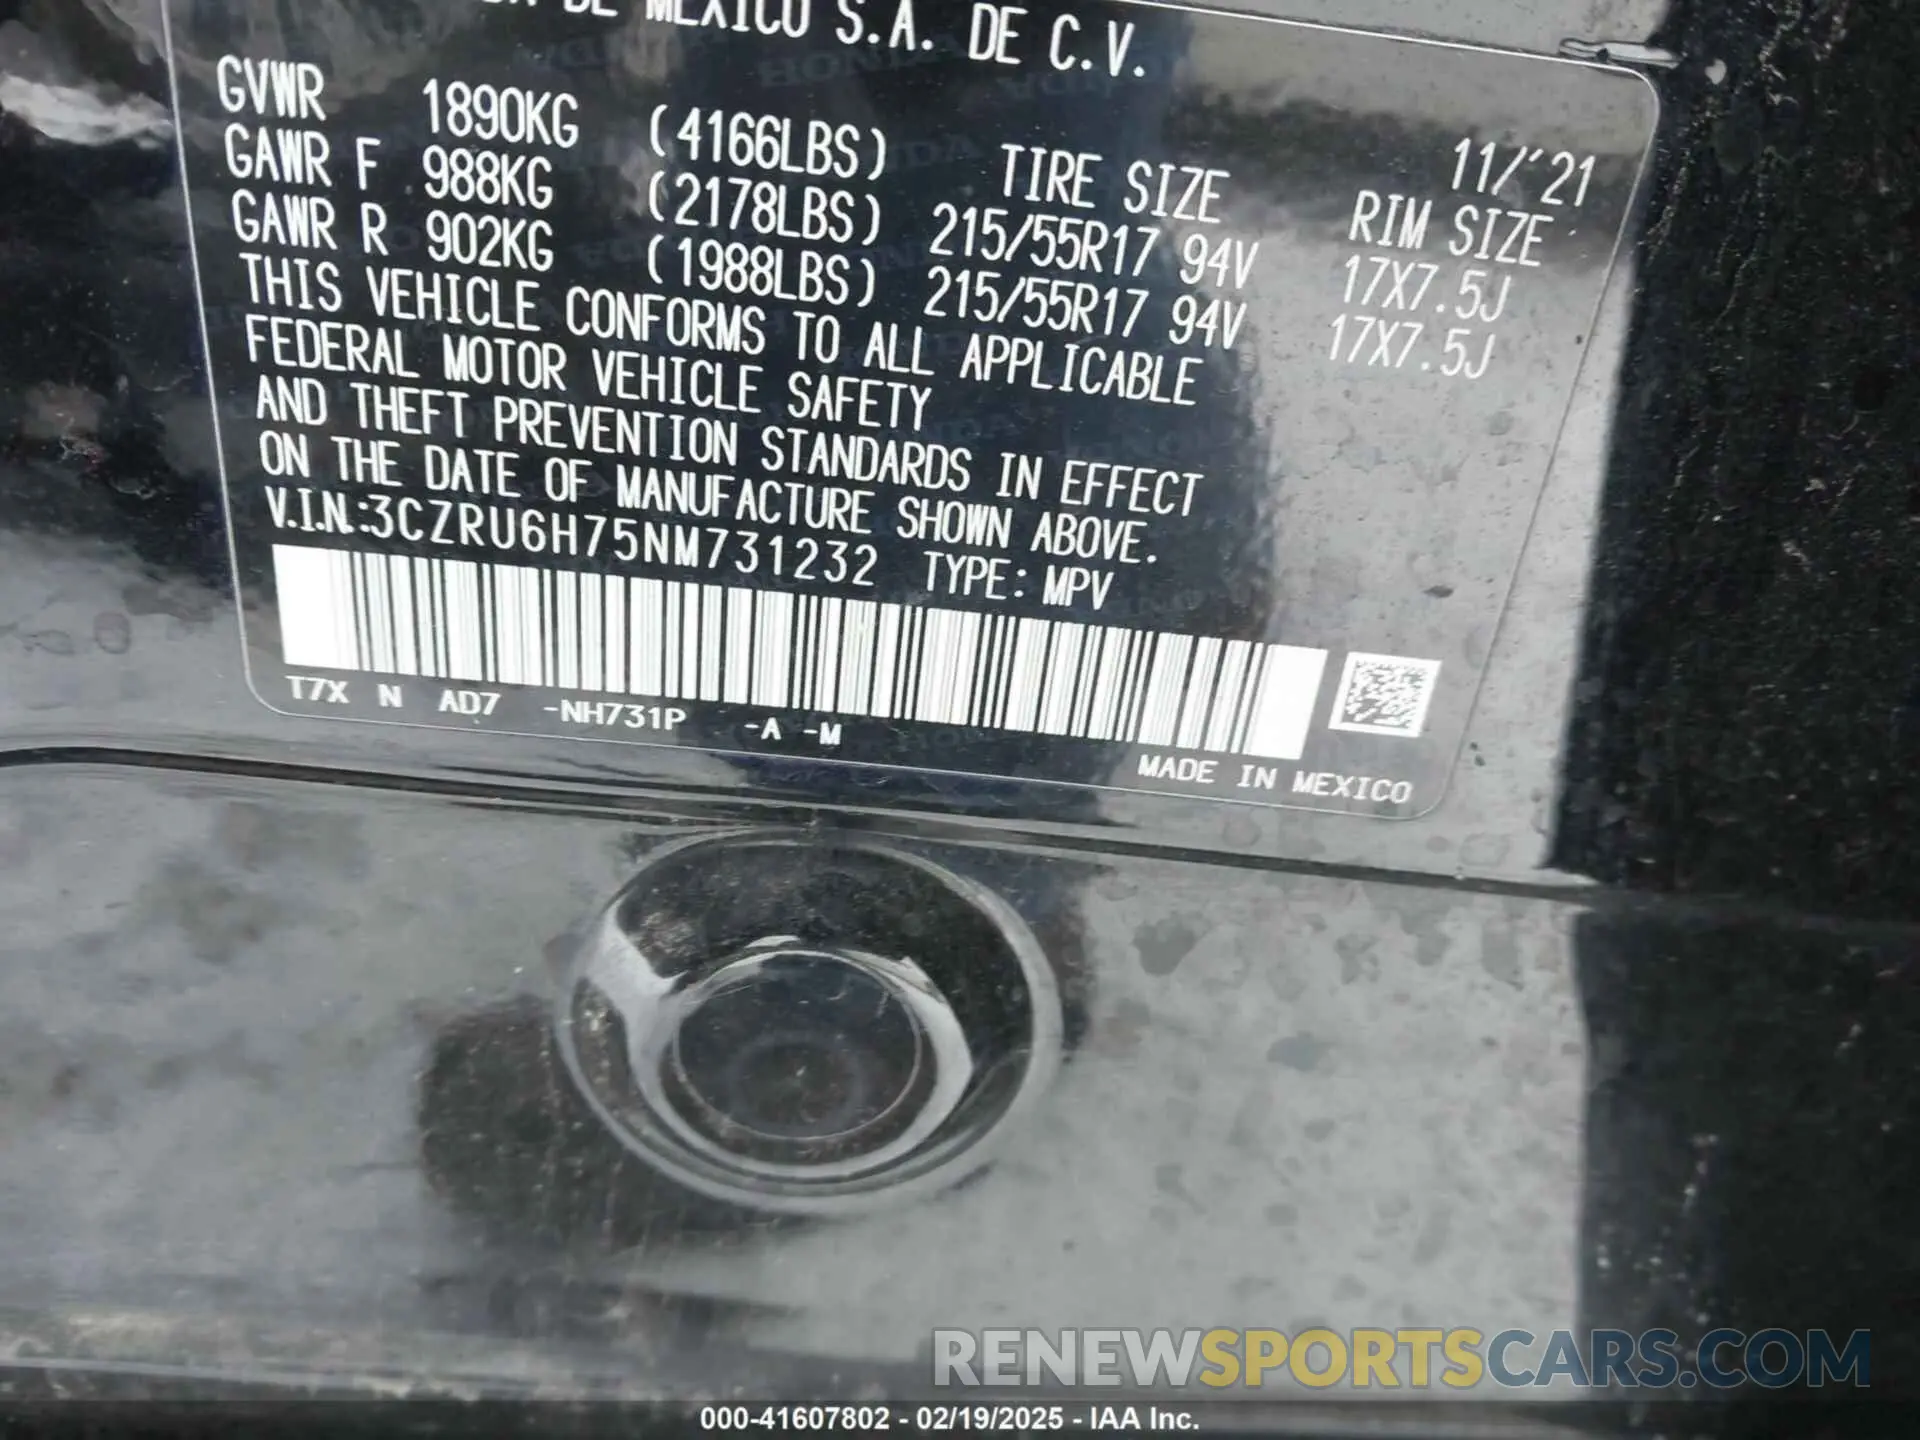 DE MEXICO S.A. DE C.V.
11/'21
GVWR 1890KG (4166LBS) TIRE SIZE RIM SIZE
GAWR F 988KG (2178LBS) 215/55R17 94V 17X7.5J
GAWR R 902KG (1988LBS) 215/55R17 94V 17X7.5J
THIS VEHICLE CONFORMS TO ALL APPLICABLE
FEDERAL MOTOR VEHICLE SAFETY
AND THEFT PREVENTION STANDARDS IN EFFECT
ON THE DATE OF MANUFACTURE SHOWN ABOVE.
V.I.N.:3CZRU6H75NM731232 TYPE: MPV
T7X N AD7 -NH731P -A -M
MADE IN MEXICO
RENEWSPORTSCARS.COM
000-41607802 - 02/19/2025 - IAA Inc.